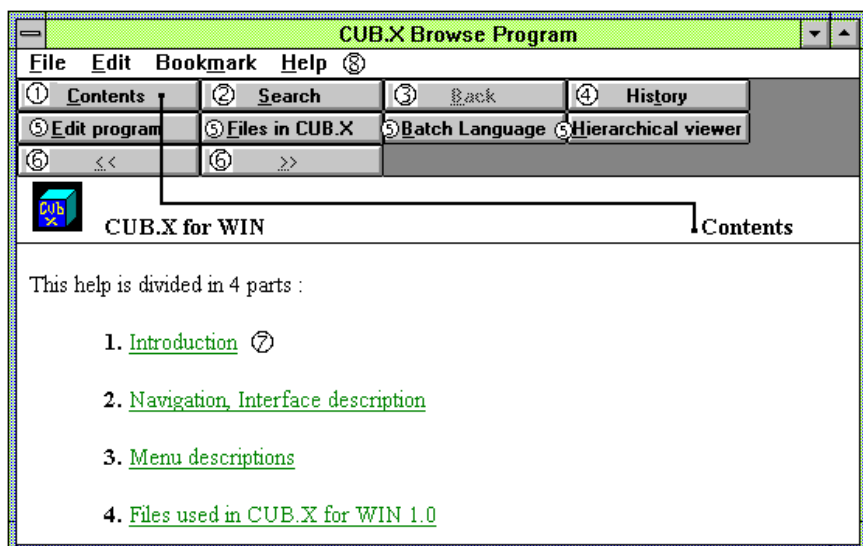 CUB.X Browse Program
File Edit Bookmark Help ⑧
① Contents ② Search ③ Back ④ History
⑤ Edit program ⑤ Files in CUB.X ⑤ Batch Language ⑤ Hierarchical viewer
⑥ << ⑥ >>
Cub
X
CUB.X for WIN Contents
This help is divided in 4 parts :
1. Introduction ⑦
2. Navigation, Interface description
3. Menu descriptions
4. Files used in CUB.X for WIN 1.0